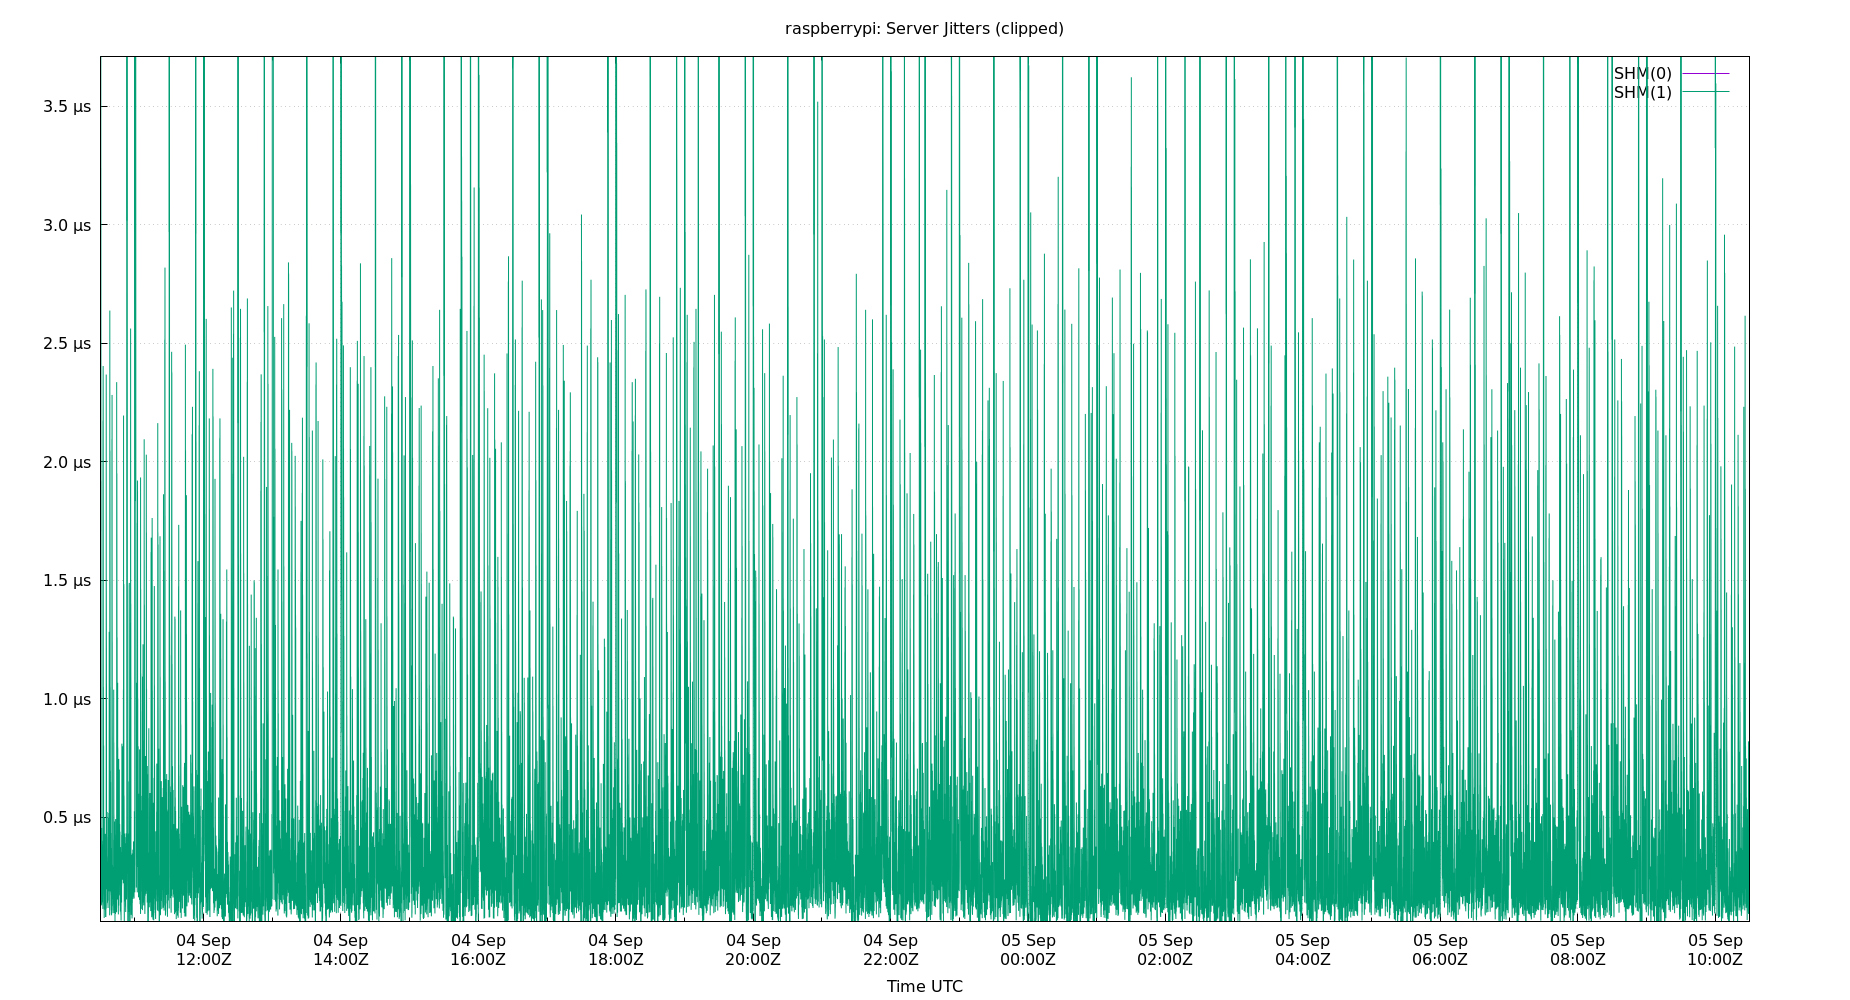 raspberrypi: Server Jitters (clipped)
SHM(0)
SHM(1)
3.5 µs
3.0 µs
2.5 µs
2.0 µs
1.5 µs
1.0 µs
0.5 µs
04 Sep 04 Sep 04 Sep 04 Sep 04 Sep 04 Sep 05 Sep 05 Sep 05 Sep 05 Sep 05 Sep 05 Sep
12:00Z 14:00Z 16:00Z 18:00Z 20:00Z 22:00Z 00:00Z 02:00Z 04:00Z 06:00Z 08:00Z 10:00Z
Time UTC